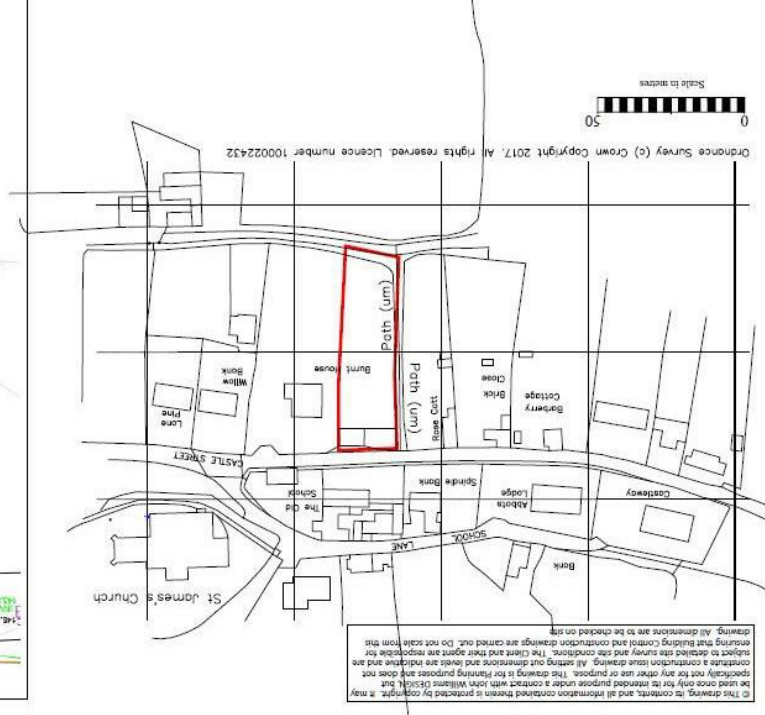 © This drawing, its contents, and all information contained therein is protected by copyright. It may
be used once only for its intended purpose under a contract with John Williams DESIGN, but
specifically not for any other use or purpose. This drawing is for Planning purposes and does not
constitute a construction issue drawing. All setting out dimensions and levels are indicative and are
subject to detailed site survey and site conditions. The Client and their agent are responsible for
ensuring that Building Control and construction drawings are carried out. Do not scale from this
drawing. All dimensions are to be checked on site
Bank
SCHOOL
LANE
St James's Church
Castleway
Abbots
Lodge
Spindle Bank
The Old
School
CASTLE STREET
Barberry
Cottage
Brick
Close
Rose Cott
Path (um)
Path (um)
Burnt House
Willow
Bank
Lone
Pine
Ordnance Survey (c) Crown Copyright 2017. All rights reserved. Licence number 100022432
0
50
Scale in metres